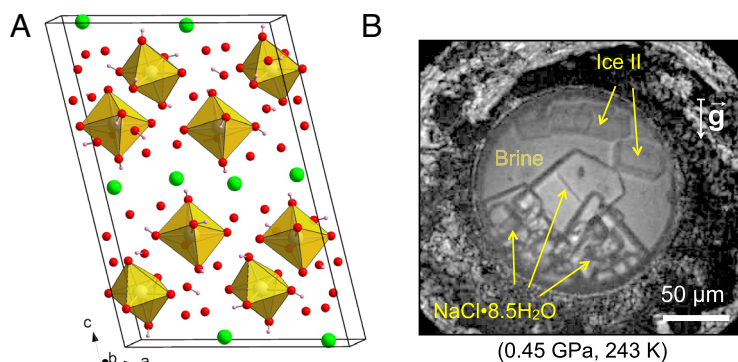 A
B
c
b
a
Ice II
g
Brine
NaCl•8.5H₂O
50 µm
(0.45 GPa, 243 K)